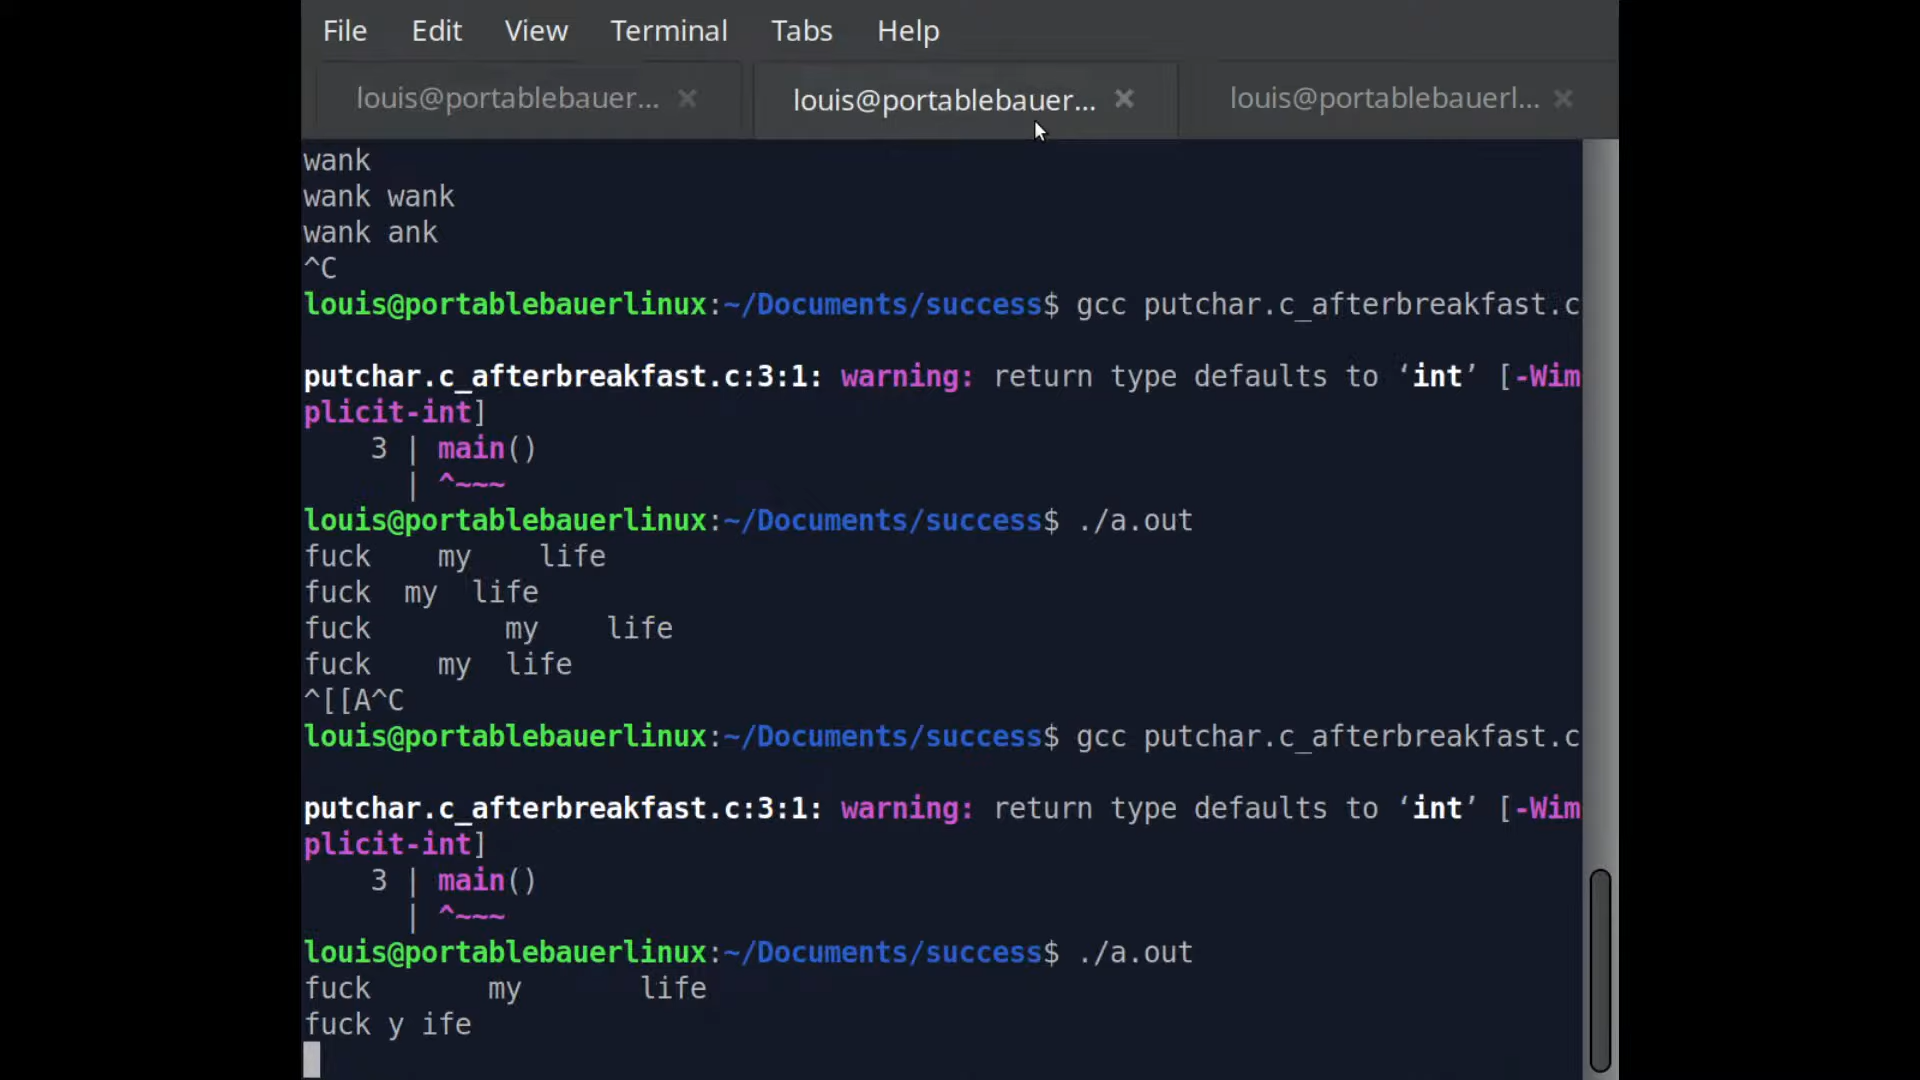 File Edit View Terminal Tabs Help
louis@portablebauer... × louis@portablebauer... × louis@portablebauerl... ×
wank
wank wank
wank ank
^C
louis@portablebauerlinux:~/Documents/success$ gcc putchar.c_afterbreakfast.c
putchar.c_afterbreakfast.c:3:1: warning: return type defaults to ‘int’ [-Wim
plicit-int]
    3 | main()
      | ^~~~
louis@portablebauerlinux:~/Documents/success$ ./a.out
fuck    my    life
fuck  my  life
fuck        my    life
fuck    my  life
^[[A^C
louis@portablebauerlinux:~/Documents/success$ gcc putchar.c_afterbreakfast.c
putchar.c_afterbreakfast.c:3:1: warning: return type defaults to ‘int’ [-Wim
plicit-int]
    3 | main()
      | ^~~~
louis@portablebauerlinux:~/Documents/success$ ./a.out
fuck       my       life
fuck y ife